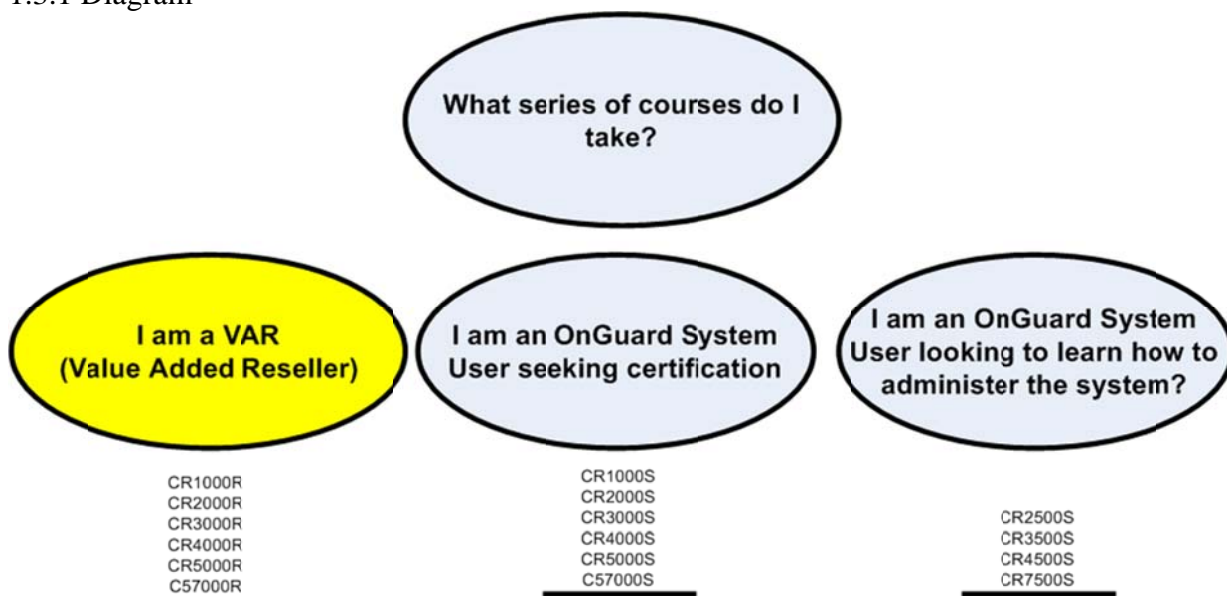 1.3.1 Diagram
What series of courses do I
take?
I am a VAR
(Value Added Reseller)
I am an OnGuard System
User seeking certification
I am an OnGuard System
User looking to learn how to
administer the system?
CR1000R
CR2000R
CR3000R
CR4000R
CR5000R
C57000R
CR1000S
CR2000S
CR3000S
CR4000S
CR5000S
C57000S
CR2500S
CR3500S
CR4500S
CR7500S